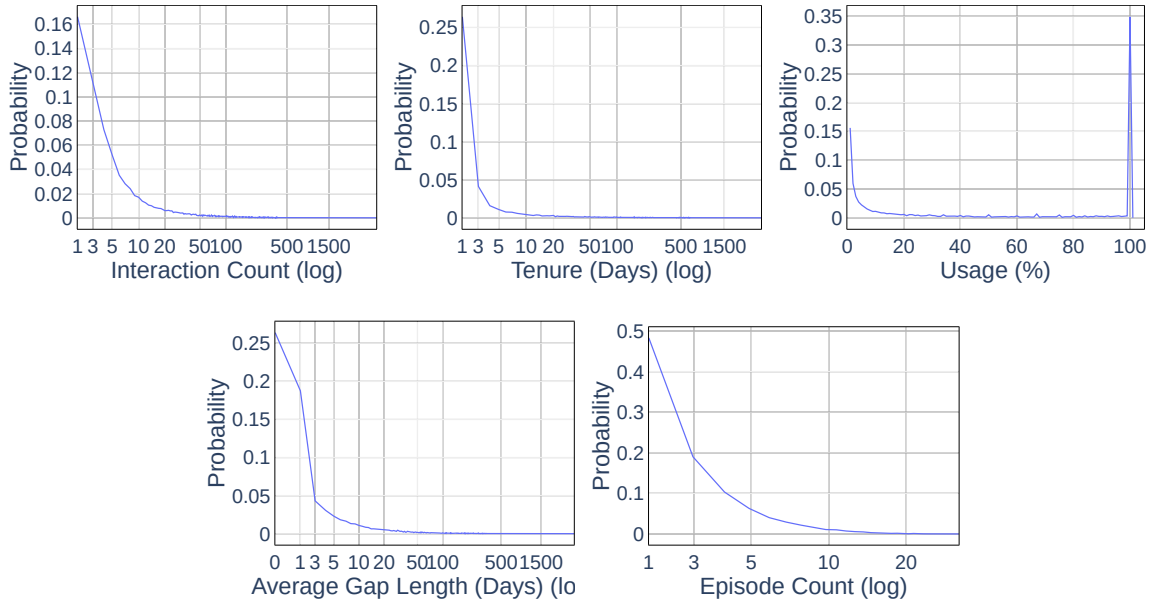 Probability
0.16
0.14
0.12
0.1
0.08
0.06
0.04
0.02
0
1 3 5 10 20 50 100 500 1500
Interaction Count (log)
Probability
0.25
0.2
0.15
0.1
0.05
0
1 3 5 10 20 50 100 500 1500
Tenure (Days) (log)
Probability
0.35
0.3
0.25
0.2
0.15
0.1
0.05
0
0 20 40 60 80 100
Usage (%)
Probability
0.25
0.2
0.15
0.1
0.05
0
0 1 3 5 10 20 50 100 500 1500
Average Gap Length (Days) (lo
Probability
0.5
0.4
0.3
0.2
0.1
0
1 3 5 10 20
Episode Count (log)